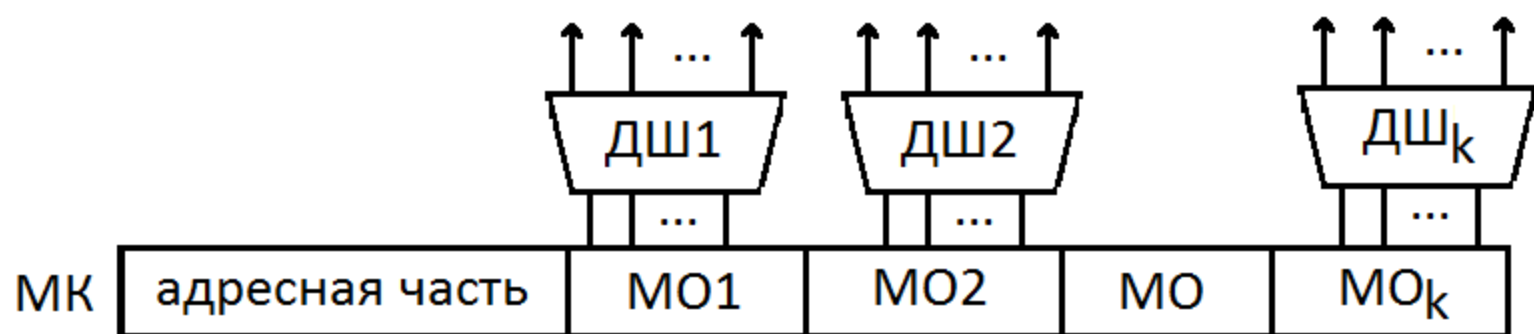 ... ... ...
ДШ1 ДШ2 ДШk
... ... ...
МК адресная часть МО1 МО2 МО МОk